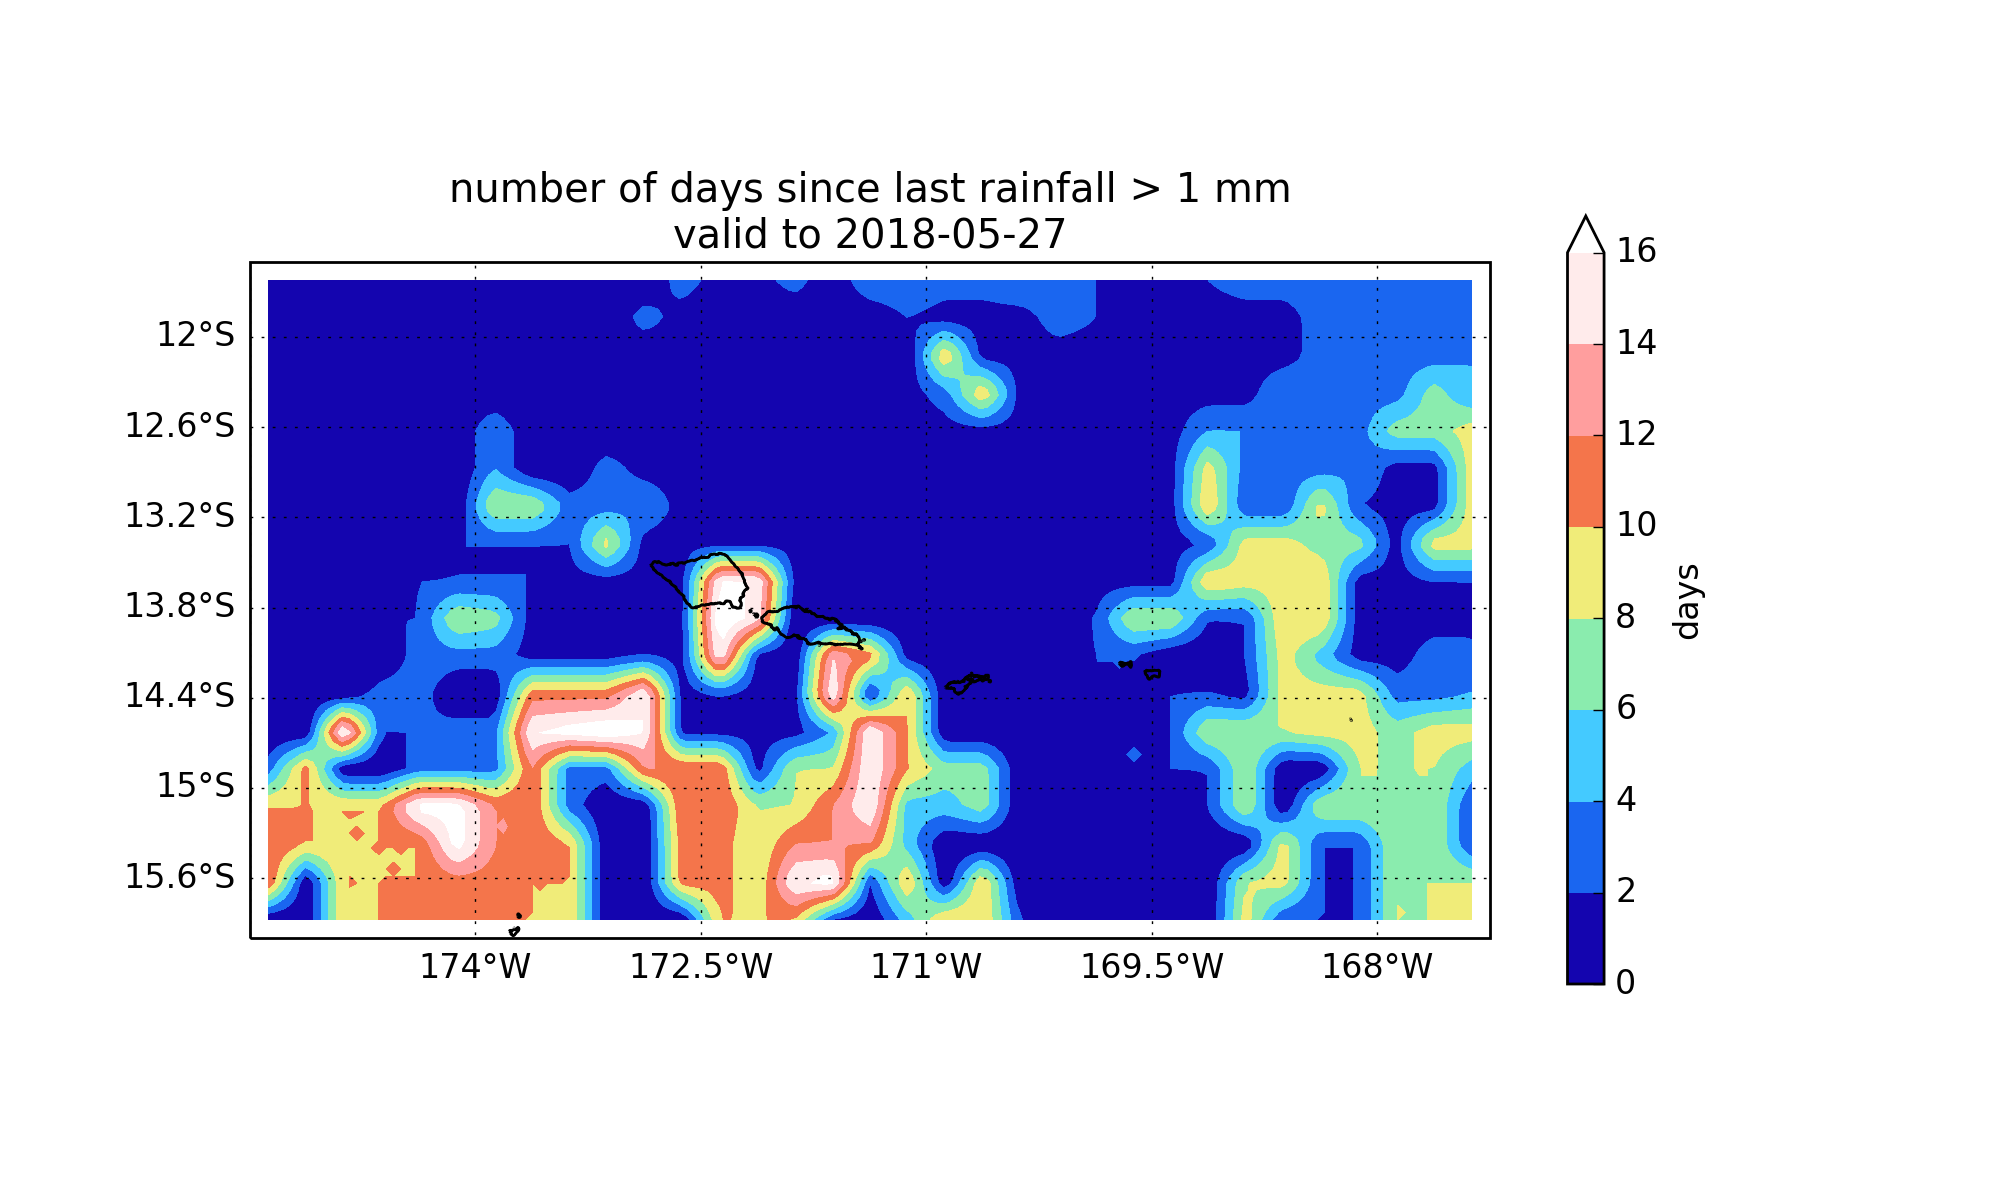 number of days since last rainfall > 1 mm
valid to 2018-05-27
12°S
12.6°S
13.2°S
13.8°S
14.4°S
15°S
15.6°S
174°W 172.5°W 171°W 169.5°W 168°W
16
14
12
10
8
6
4
2
0
days